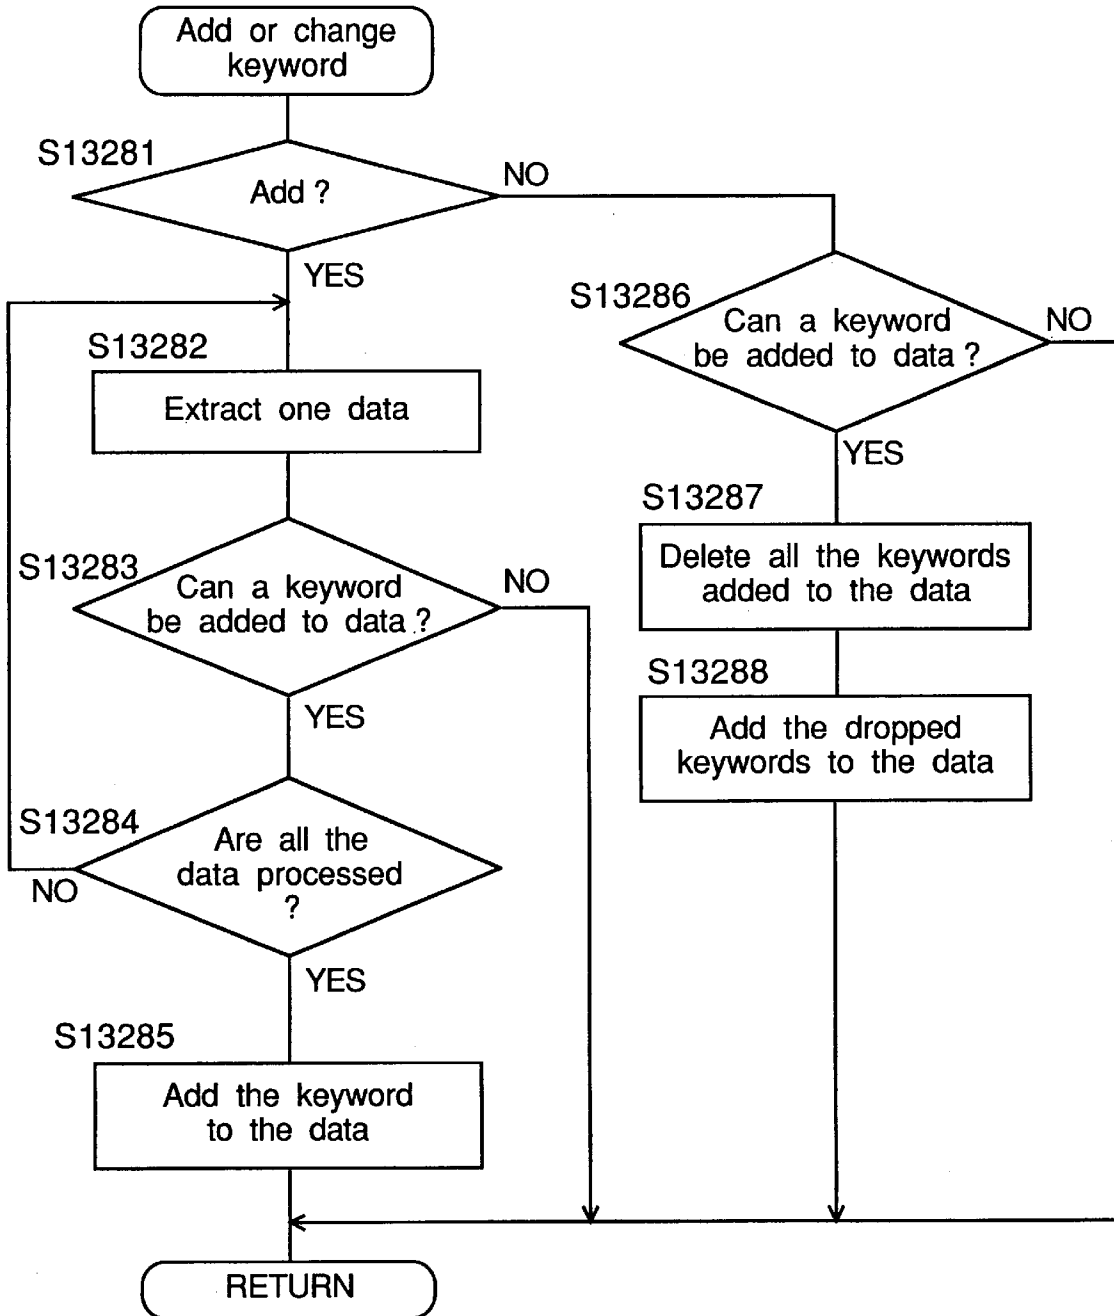 Add or change
keyword
S13281
Add ?
NO
YES
S13282
Extract one data
S13283
Can a keyword
be added to data ?
NO
YES
S13284
Are all the
data processed
?
NO
YES
S13285
Add the keyword
to the data
S13286
Can a keyword
be added to data ?
NO
YES
S13287
Delete all the keywords
added to the data
S13288
Add the dropped
keywords to the data
RETURN